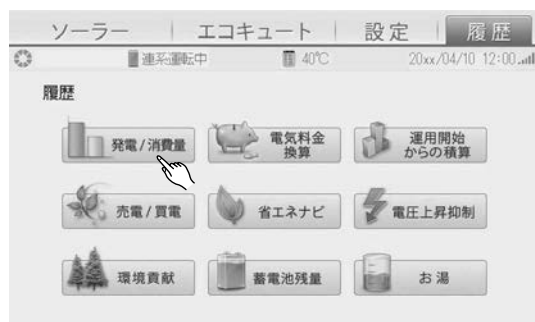 ソーラー エコキュート 設定 履歴
連系運転中 40℃ 20xx/04/10 12:00
履歴
発電/消費量 電気料金換算 運用開始からの積算
売電/買電 省エネナビ 電圧上昇抑制
環境貢献 蓄電池残量 お湯